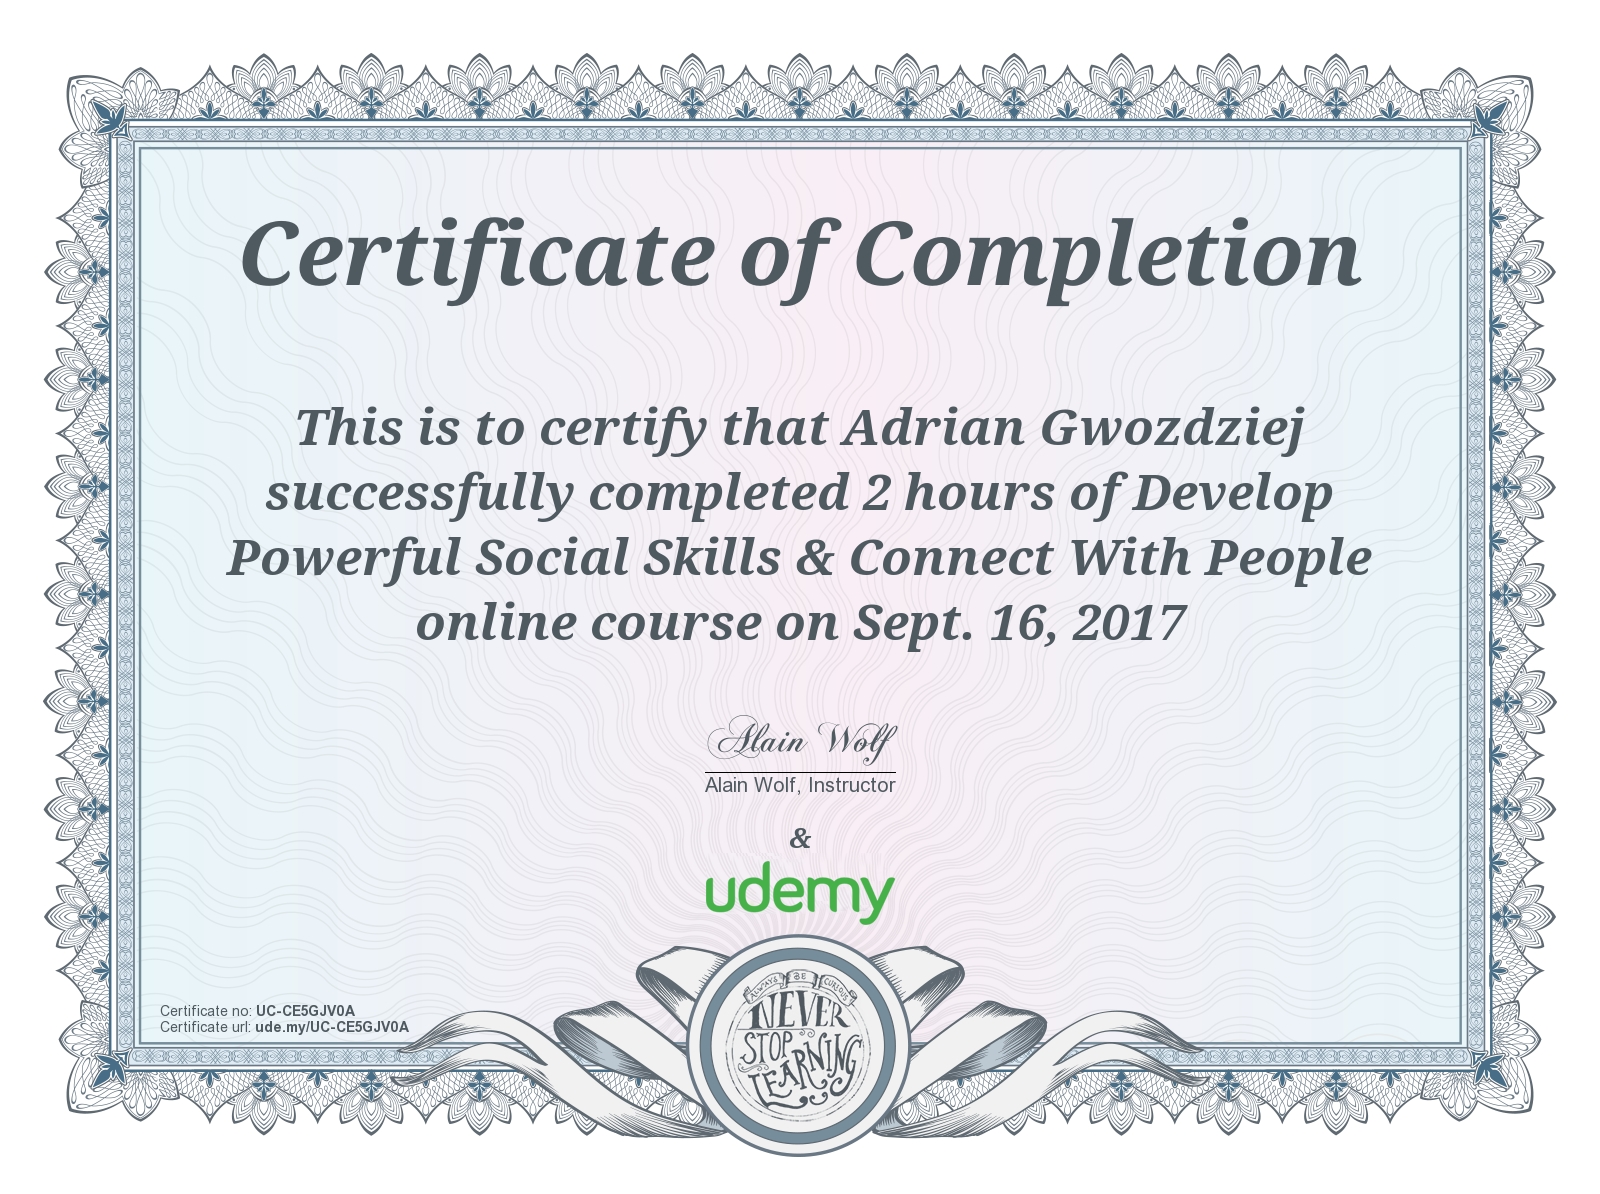 Certificate of Completion
This is to certify that Adrian Gwozdziej
successfully completed 2 hours of Develop
Powerful Social Skills & Connect With People
online course on Sept. 16, 2017
Alain Wolf
Alain Wolf, Instructor
&
udemy
Certificate no: UC-CE5GJV0A
Certificate url: ude.my/UC-CE5GJV0A
ALWAYS BE CURIOUS
NEVER
STOP
LEARNING